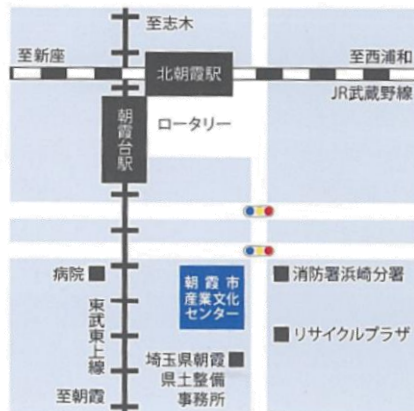 至志木
至新座
北朝霞駅
至西浦和
JR武蔵野線
朝霞台駅
ロータリー
病院
朝霞市
産業文化
センター
消防署浜崎分署
東武東上線
リサイクルプラザ
埼玉県朝霞
県土整備
事務所
至朝霞